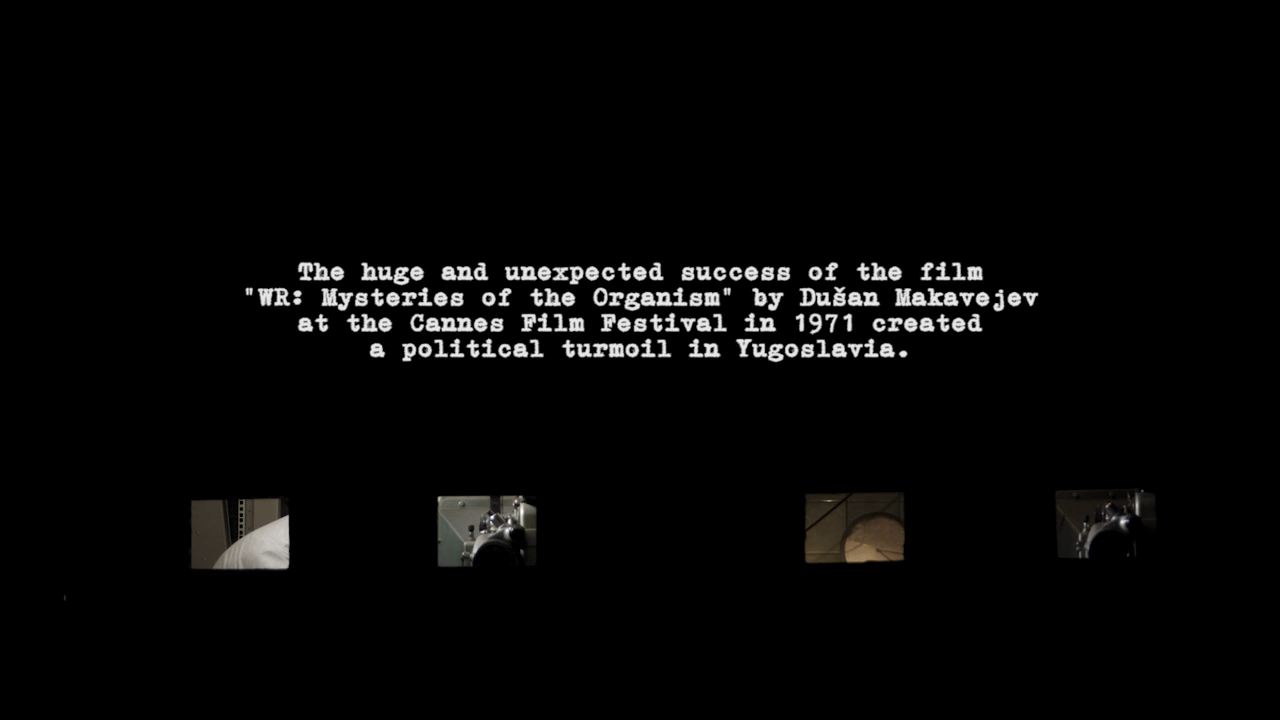 The huge and unexpected success of the film
"WR: Mysteries of the Organism" by Dušan Makavejev
at the Cannes Film Festival in 1971 created
a political turmoil in Yugoslavia.